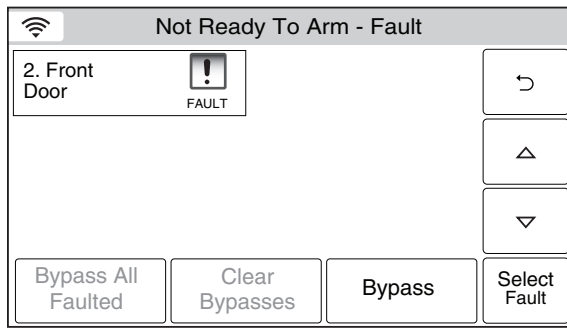 Not Ready To Arm - Fault
2. Front
Door
FAULT
Bypass All
Faulted
Clear
Bypasses
Bypass
Select
Fault